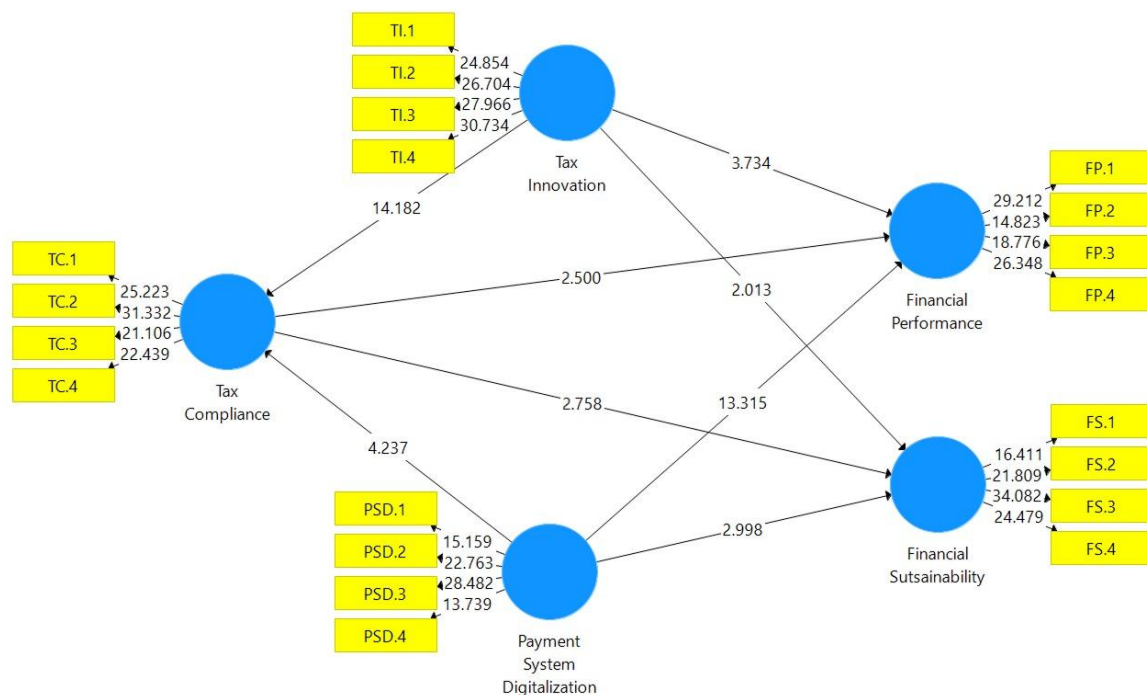 TI.1
24.854
TI.2
26.704
TI.3
27.966
TI.4
30.734
Tax
Innovation
3.734
14.182
FP.1
29.212
FP.2
14.823
FP.3
18.776
FP.4
26.348
Financial
Performance
TC.1
25.223
TC.2
31.332
TC.3
21.106
TC.4
22.439
Tax
Compliance
2.500
2.013
2.758
13.315
4.237
FS.1
16.411
FS.2
21.809
FS.3
34.082
FS.4
24.479
Financial
Sutsainability
PSD.1
15.159
PSD.2
22.763
PSD.3
28.482
PSD.4
13.739
2.998
Payment
System
Digitalization